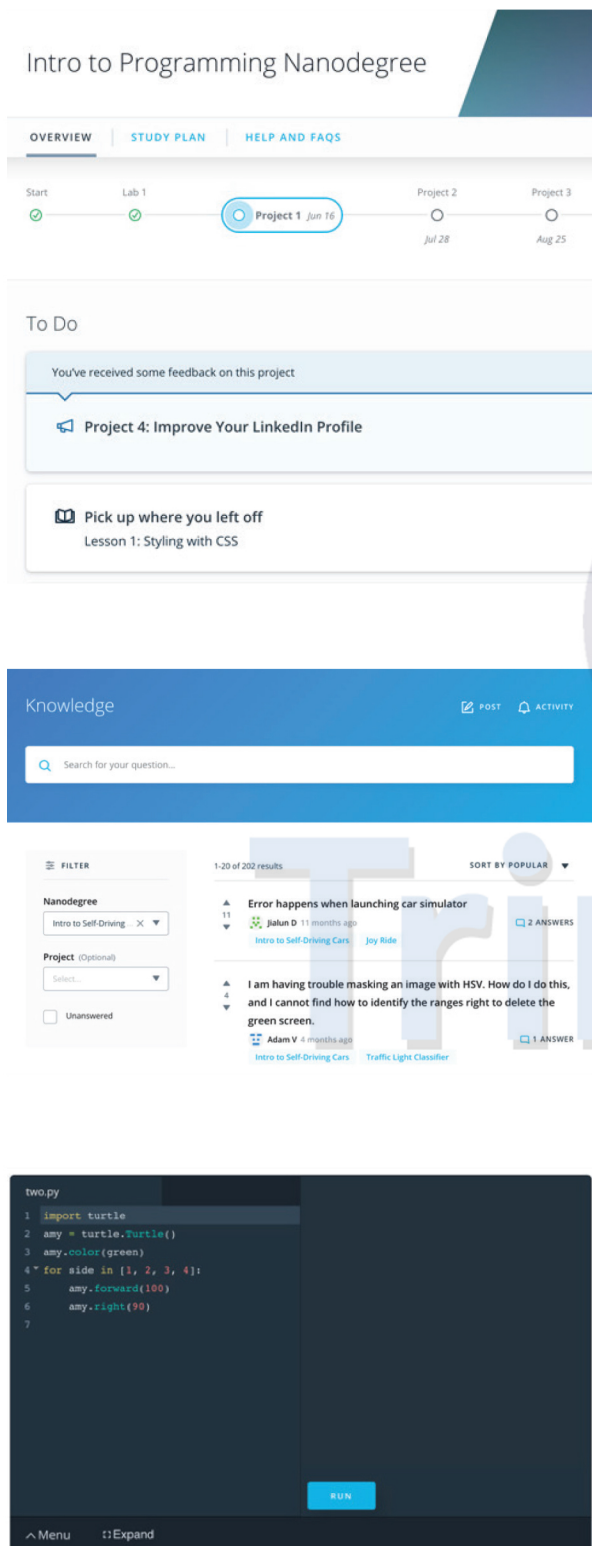 Intro to Programming Nanodegree
OVERVIEW STUDY PLAN HELP AND FAQS
Start Lab 1 Project 2 Project 3
Project 1 Jun 16
Jul 28 Aug 25
To Do
You've received some feedback on this project
Project 4: Improve Your LinkedIn Profile
Pick up where you left off
Lesson 1: Styling with CSS
Knowledge
POST ACTIVITY
Search for your question...
FILTER
Nanodegree
Intro to Self-Driving ...
Project (Optional)
Select...
Unanswered
1-20 of 202 results SORT BY POPULAR
11
Error happens when launching car simulator
Jialun D 11 months ago 2 ANSWERS
Intro to Self-Driving Cars Joy Ride
4
I am having trouble masking an image with HSV. How do I do this,
and I cannot find how to identify the ranges right to delete the
green screen.
Adam V 4 months ago 1 ANSWER
Intro to Self-Driving Cars Traffic Light Classifier
Tri
two.py
1 import turtle
2 amy = turtle.Turtle()
3 amy.color(green)
4 for side in [1, 2, 3, 4]:
5 amy.forward(100)
6 amy.right(90)
7
RUN
Menu Expand